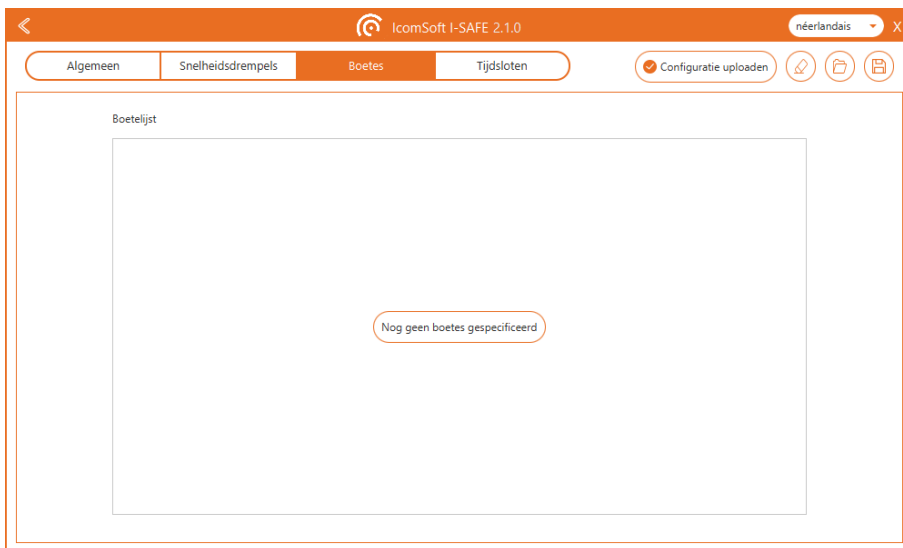 IcomSoft I-SAFE 2.1.0
néerlandais
X
Algemeen
Snelheidsdrempels
Boetes
Tijdsloten
Configuratie uploaden
Boetelijst
Nog geen boetes gespecificeerd